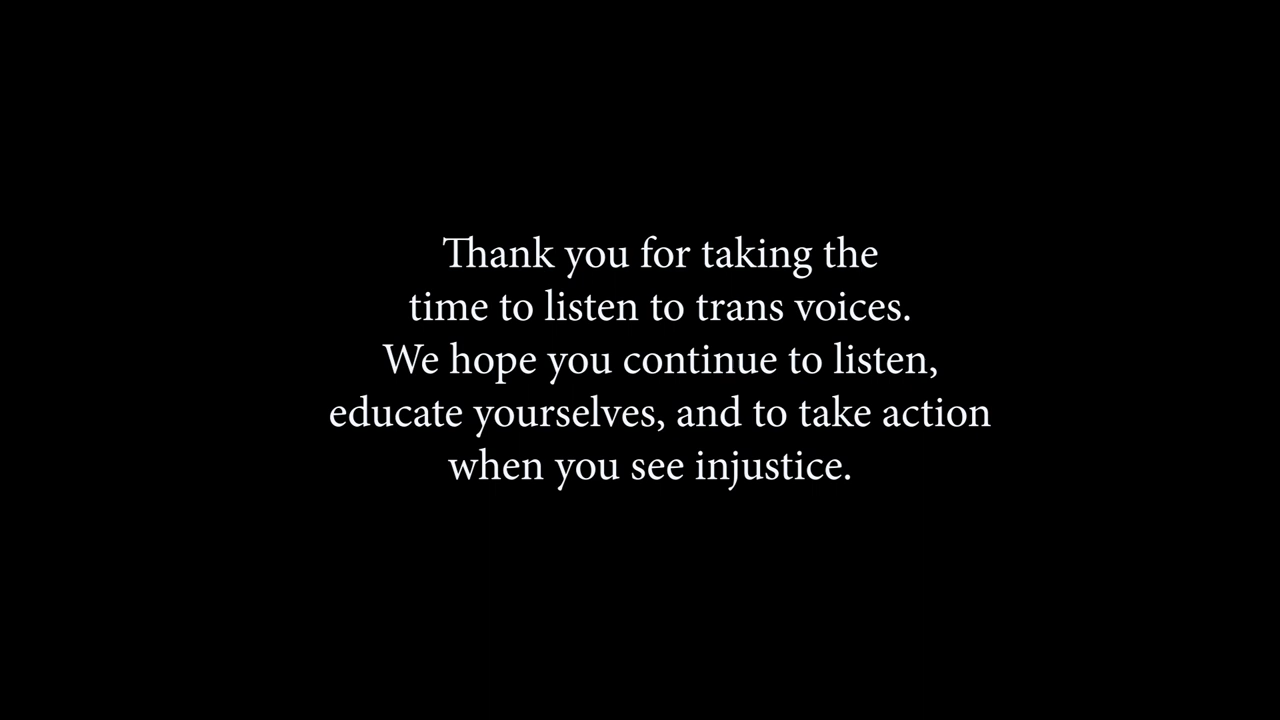 Thank you for taking the
time to listen to trans voices.
We hope you continue to listen,
educate yourselves, and to take action
when you see injustice.